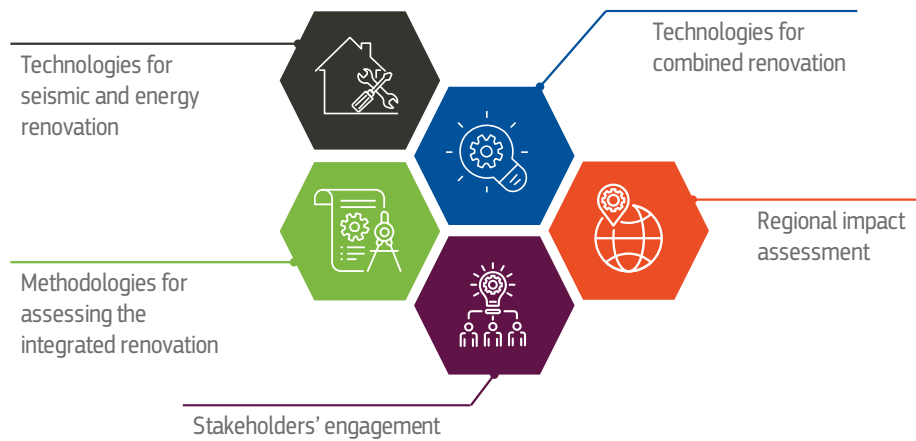 Technologies for
seismic and energy
renovation
Technologies for
combined renovation
Regional impact
assessment
Methodologies for
assessing the
integrated renovation
Stakeholders’ engagement